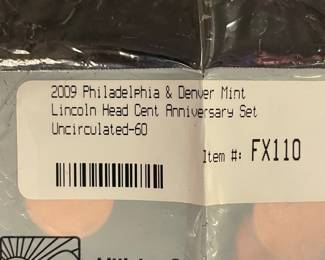 2009 Philadelphia & Denver Mint
Lincoln Head Cent Anniversary Set
Uncirculated-60
Item #: FX110